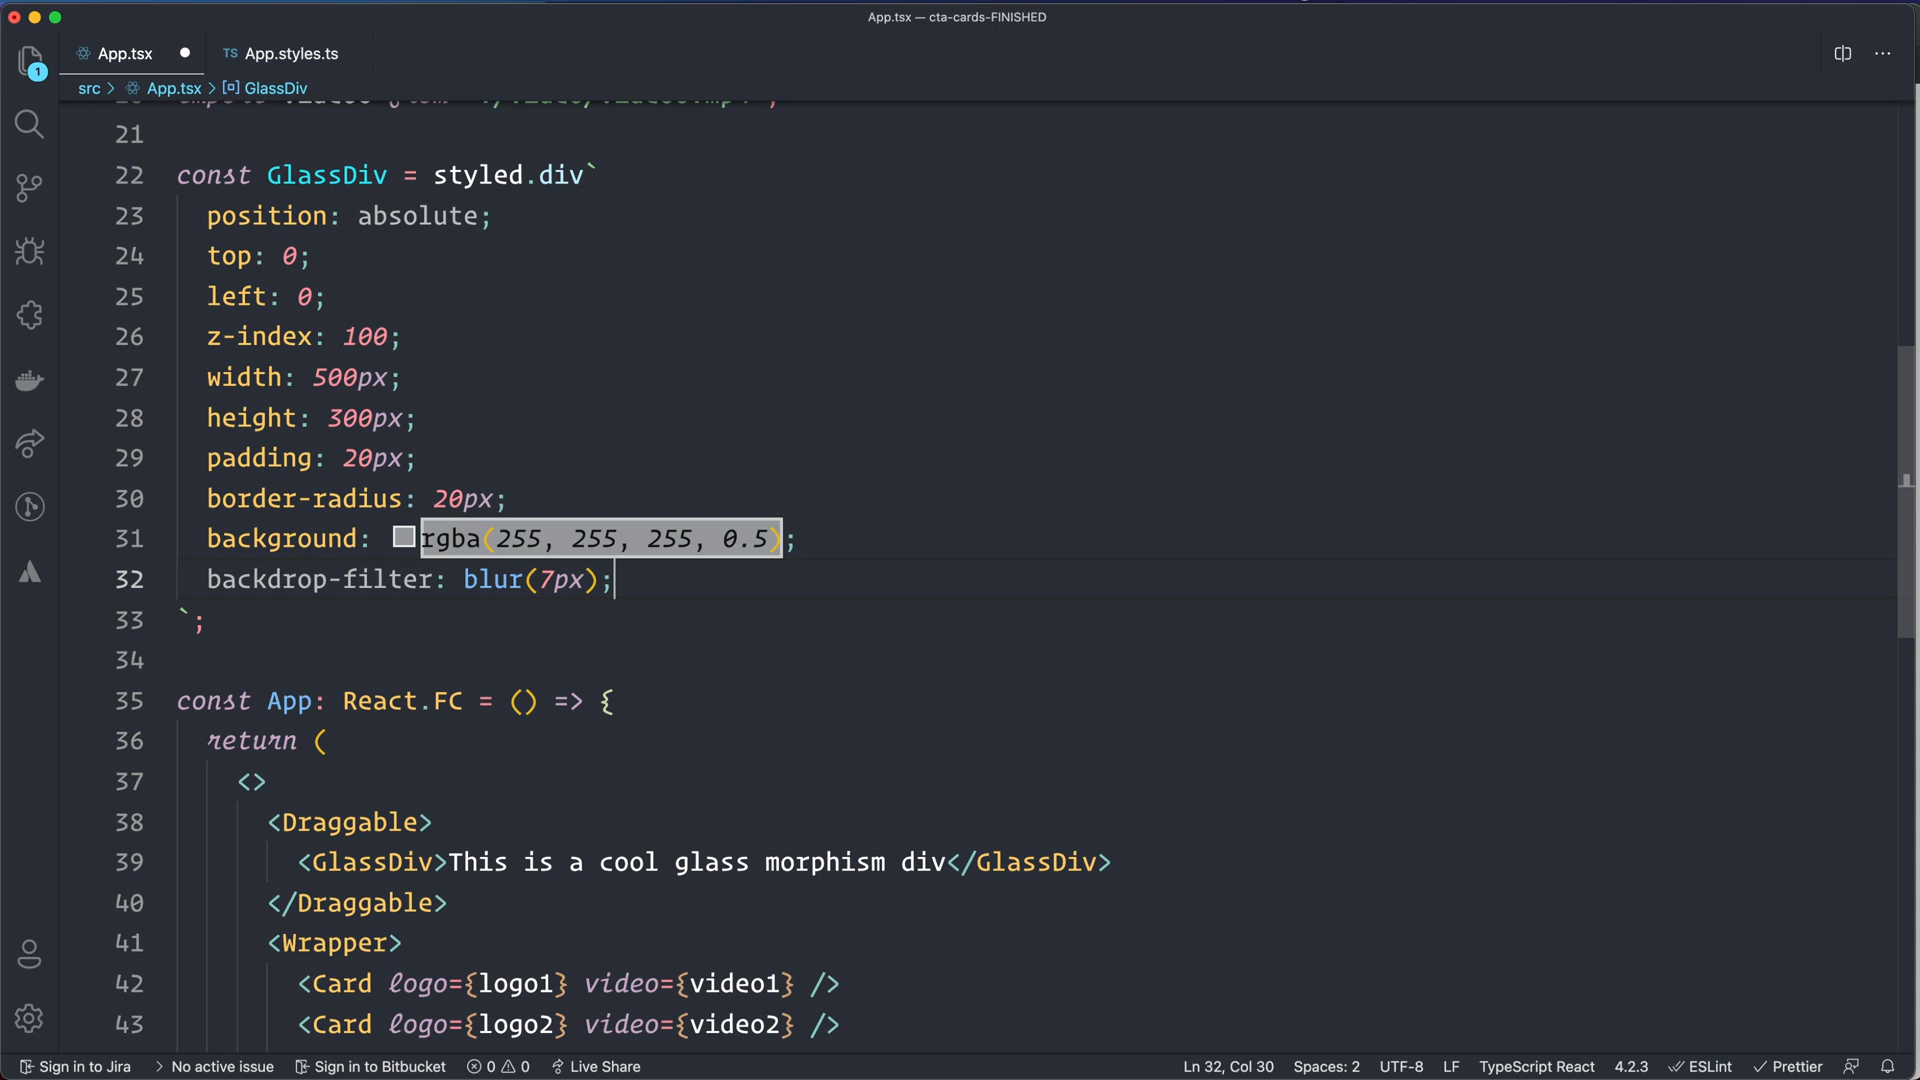 App.tsx — cta-cards-FINISHED
App.tsx
TS App.styles.ts
1
src > App.tsx > GlassDiv
21
22 const GlassDiv = styled.div`
23 position: absolute;
24 top: 0;
25 left: 0;
26 z-index: 100;
27 width: 500px;
28 height: 300px;
29 padding: 20px;
30 border-radius: 20px;
31 background: rgba(255, 255, 255, 0.5);
32 backdrop-filter: blur(7px);
33 `;
34
35 const App: React.FC = () => {
36 return (
37 <>
38 <Draggable>
39 <GlassDiv>This is a cool glass morphism div</GlassDiv>
40 </Draggable>
41 <Wrapper>
42 <Card logo={logo1} video={video1} />
43 <Card logo={logo2} video={video2} />
Sign in to Jira > No active issue Sign in to Bitbucket 0 0 Live Share Ln 32, Col 30 Spaces: 2 UTF-8 LF TypeScript React 4.2.3 ESLint Prettier